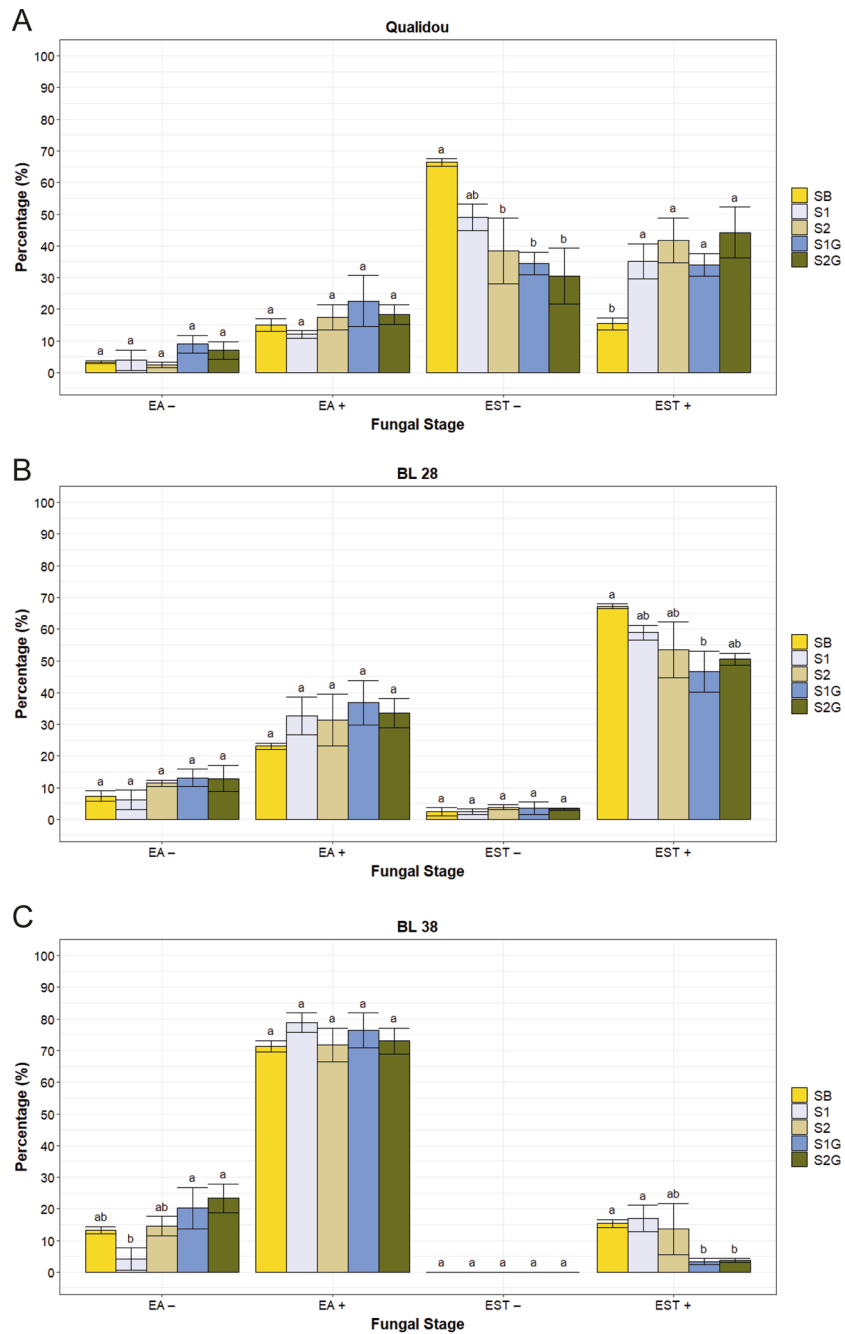 A
Qualidou
Percentage (%)
100
90
80
70
60
50
40
30
20
10
0
a a a a a
a a a a a
a ab b b b
b a a a a
EA – EA + EST – EST +
Fungal Stage
SB
S1
S2
S1G
S2G
B
BL 28
Percentage (%)
100
90
80
70
60
50
40
30
20
10
0
a a a a a
a a a a a
a a a a a
a ab ab b ab
EA – EA + EST – EST +
Fungal Stage
SB
S1
S2
S1G
S2G
C
BL 38
Percentage (%)
100
90
80
70
60
50
40
30
20
10
0
ab b ab a a
a a a a a
a a a a a
a a ab b b
EA – EA + EST – EST +
Fungal Stage
SB
S1
S2
S1G
S2G